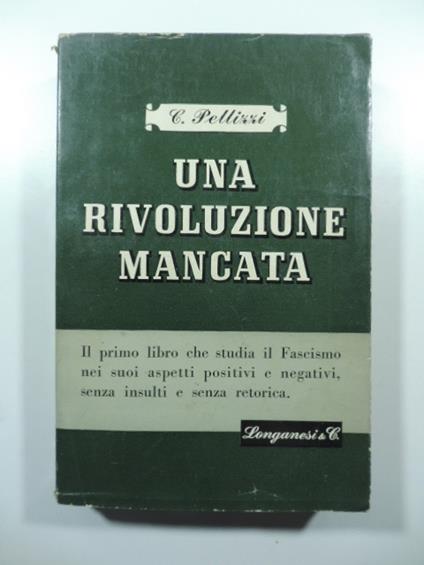 C. Pellizzi
UNA
RIVOLUZIONE
MANCATA
Il primo libro che studia il Fascismo
nei suoi aspetti positivi e negativi,
senza insulti e senza retorica.
Longanesi & C.